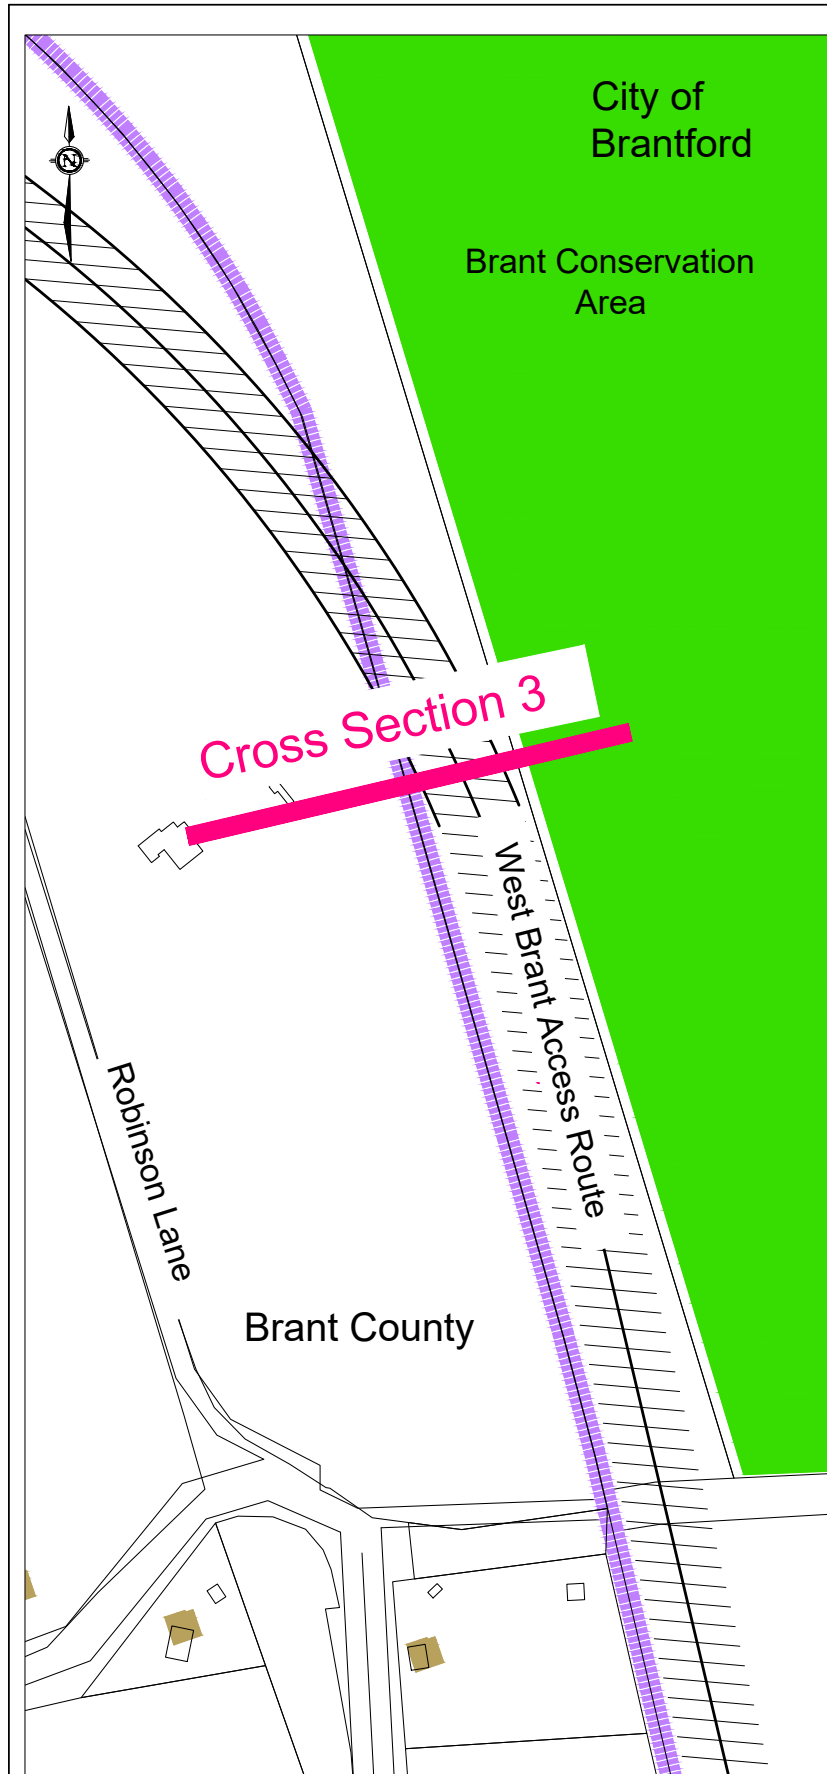 City of
Brantford
Brant Conservation
Area
N
Cross Section 3
West Brant Access Route
Robinson Lane
Brant County